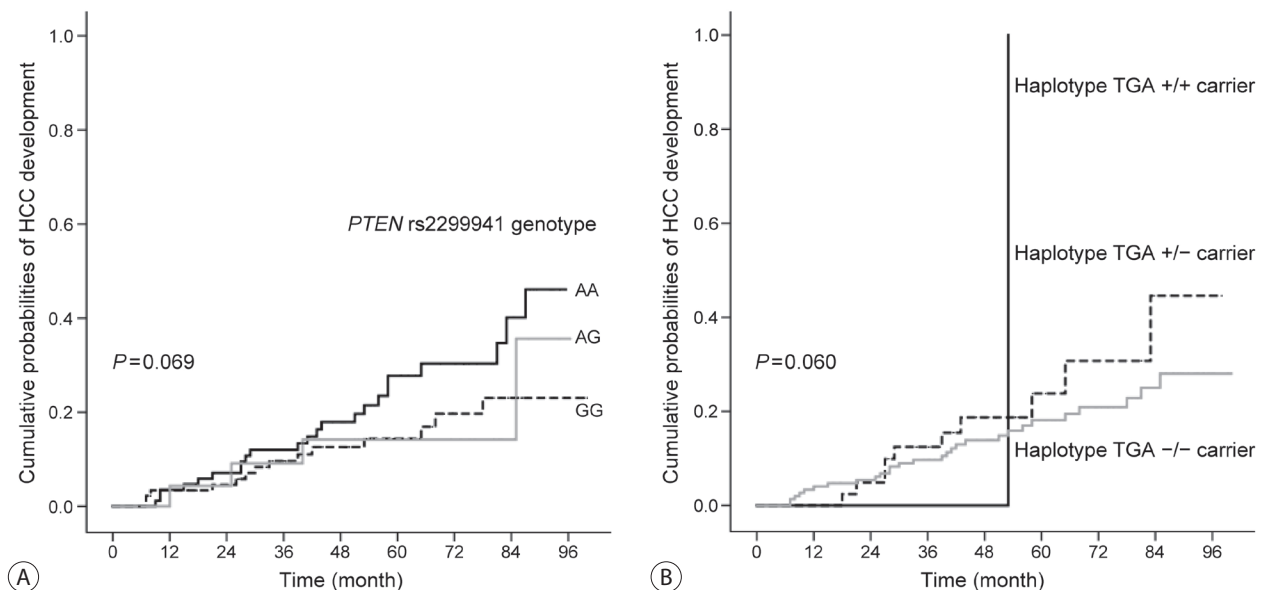 Cumulative probabilities of HCC development
1.0
0.8
0.6
0.4
0.2
0.0
PTEN rs2299941 genotype
AA
AG
GG
P=0.069
0 12 24 36 48 60 72 84 96
Time (month)
A
Cumulative probabilities of HCC development
1.0
0.8
0.6
0.4
0.2
0.0
Haplotype TGA +/+ carrier
Haplotype TGA +/− carrier
P=0.060
Haplotype TGA −/− carrier
0 12 24 36 48 60 72 84 96
Time (month)
B